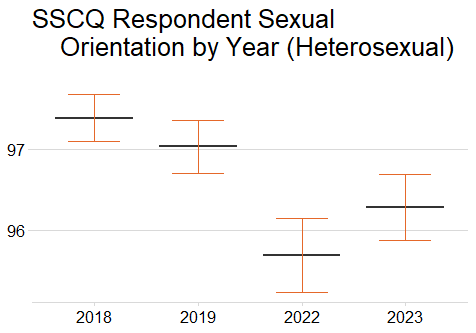 SSCQ Respondent Sexual
Orientation by Year (Heterosexual)
97
96
2018 2019 2022 2023